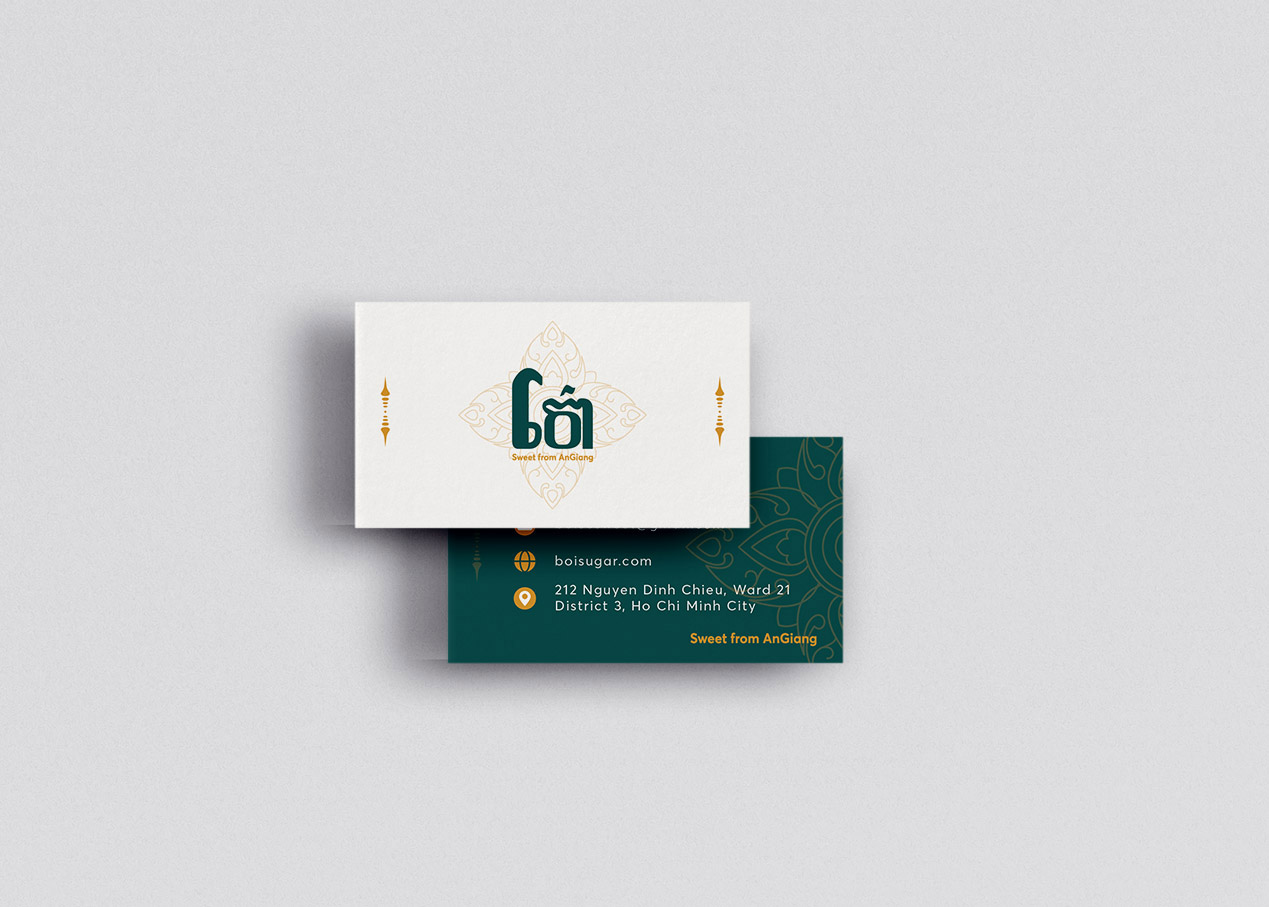 bối
Sweet from AnGiang
boisugar.com
212 Nguyen Dinh Chieu, Ward 21
District 3, Ho Chi Minh City
Sweet from AnGiang